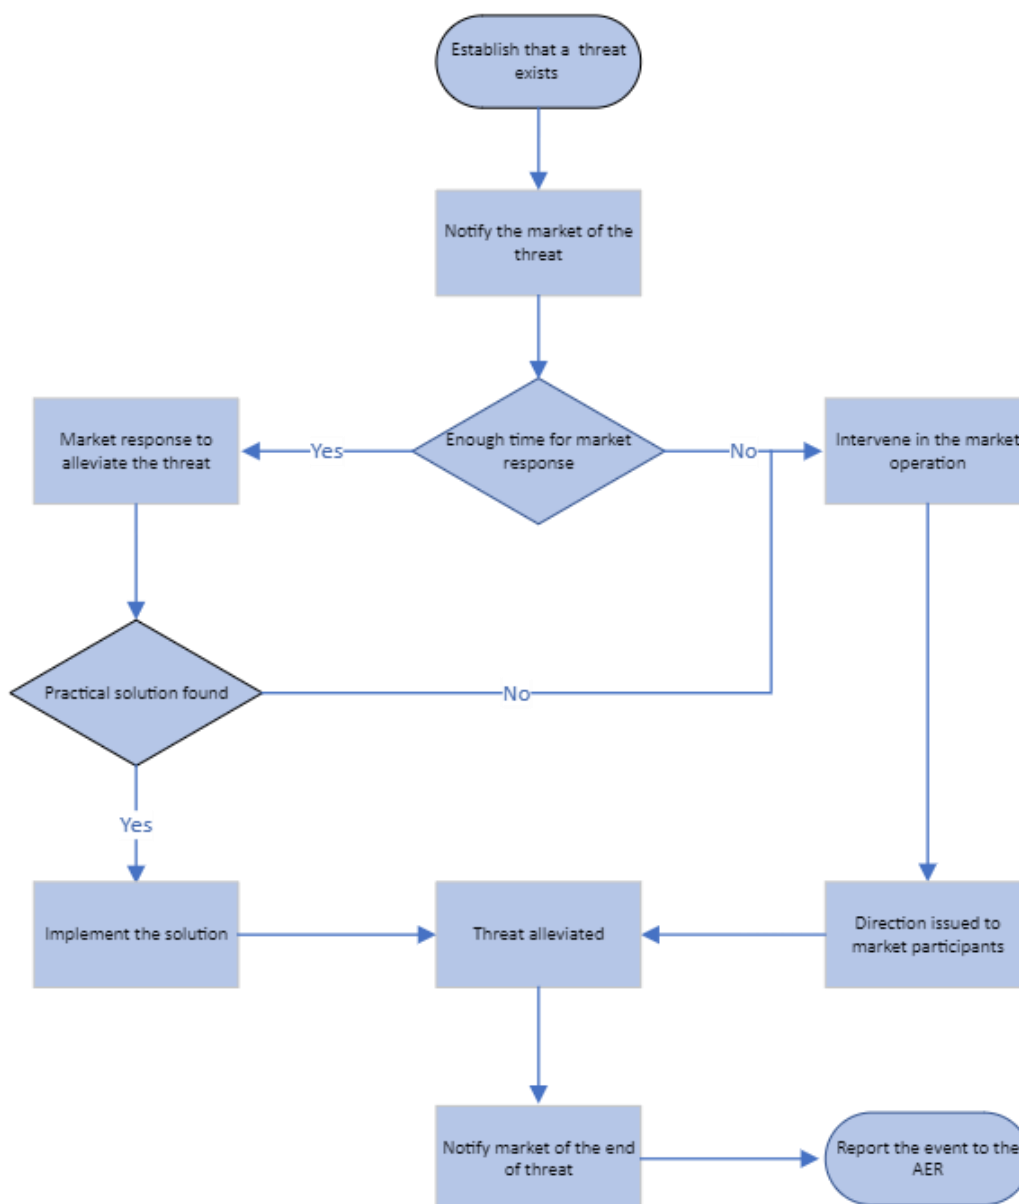 Establish that a threat
exists
Notify the market of the
threat
Market response to
alleviate the threat
Yes
Enough time for market
response
No
Intervene in the market
operation
Practical solution found
No
Yes
Implement the solution
Threat alleviated
Direction issued to
market participants
Notify market of the end
of threat
Report the event to the
AER